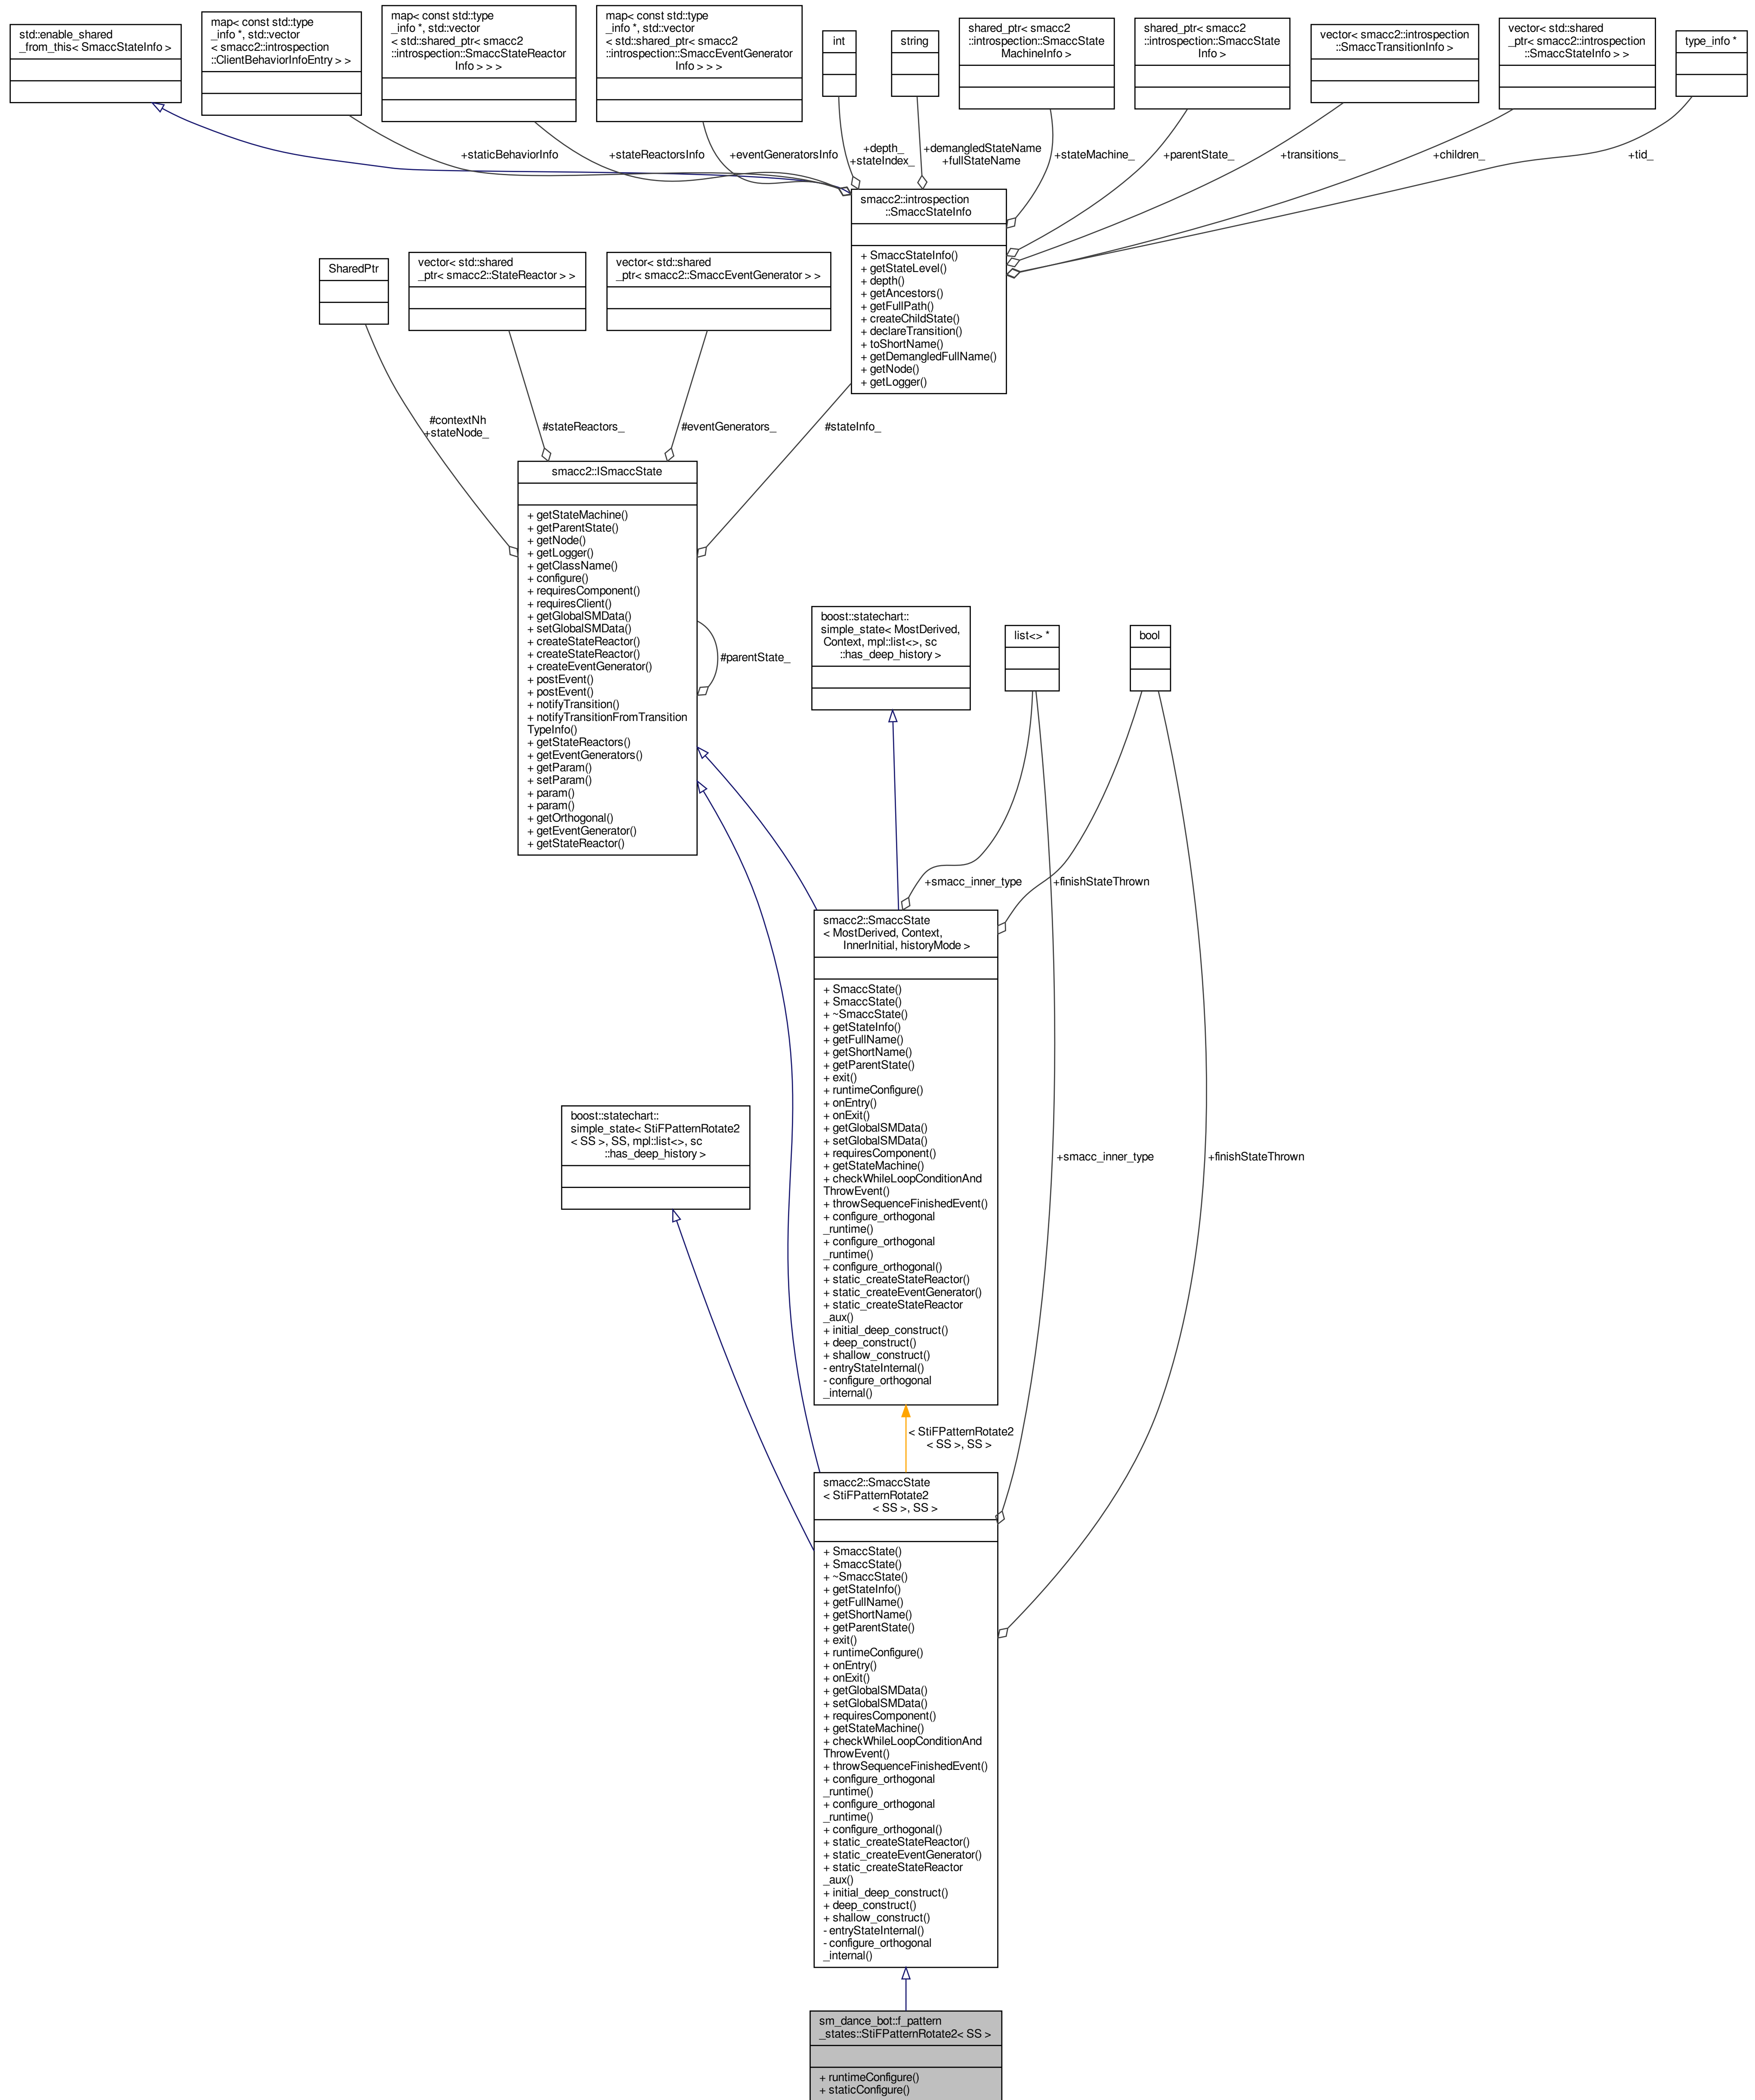 std::enable_shared
_from_this< SmaccStateInfo >
map< const std::type
_info *, std::vector
< smacc2::introspection
::ClientBehaviorInfoEntry > >
map< const std::type
_info *, std::vector
< std::shared_ptr< smacc2
::introspection::SmaccStateReactor
Info > > >
map< const std::type
_info *, std::vector
< std::shared_ptr< smacc2
::introspection::SmaccEventGenerator
Info > > >
int
string
shared_ptr< smacc2
::introspection::SmaccState
MachineInfo >
shared_ptr< smacc2
::introspection::SmaccState
Info >
vector< smacc2::introspection
::SmaccTransitionInfo >
vector< std::shared
_ptr< smacc2::introspection
::SmaccStateInfo > >
type_info *
+staticBehaviorInfo
+stateReactorsInfo
+eventGeneratorsInfo
+depth_
+stateIndex_
+demangledStateName
+fullStateName
+stateMachine_
+parentState_
+transitions_
+children_
+tid_
smacc2::introspection
::SmaccStateInfo
+ SmaccStateInfo()
+ getStateLevel()
+ depth()
+ getAncestors()
+ getFullPath()
+ createChildState()
+ declareTransition()
+ toShortName()
+ getDemangledFullName()
+ getNode()
+ getLogger()
SharedPtr
vector< std::shared
_ptr< smacc2::StateReactor > >
vector< std::shared
_ptr< smacc2::SmaccEventGenerator > >
#contextNh
+stateNode_
#stateReactors_
#eventGenerators_
#stateInfo_
smacc2::ISmaccState
+ getStateMachine()
+ getParentState()
+ getNode()
+ getLogger()
+ getClassName()
+ configure()
+ requiresComponent()
+ requiresClient()
+ getGlobalSMData()
+ setGlobalSMData()
+ createStateReactor()
+ createStateReactor()
+ createEventGenerator()
+ postEvent()
+ postEvent()
+ notifyTransition()
+ notifyTransitionFromTransition
TypeInfo()
+ getStateReactors()
+ getEventGenerators()
+ getParam()
+ setParam()
+ param()
+ param()
+ getOrthogonal()
+ getEventGenerator()
+ getStateReactor()
#parentState_
boost::statechart::
simple_state< MostDerived,
Context, mpl::list<>, sc
::has_deep_history >
list<> *
bool
+smacc_inner_type
+finishStateThrown
smacc2::SmaccState
< MostDerived, Context,
InnerInitial, historyMode >
+ SmaccState()
+ SmaccState()
+ ~SmaccState()
+ getStateInfo()
+ getFullName()
+ getShortName()
+ getParentState()
+ exit()
+ runtimeConfigure()
+ onEntry()
+ onExit()
+ getGlobalSMData()
+ setGlobalSMData()
+ requiresComponent()
+ getStateMachine()
+ checkWhileLoopConditionAnd
ThrowEvent()
+ throwSequenceFinishedEvent()
+ configure_orthogonal
_runtime()
+ configure_orthogonal
_runtime()
+ configure_orthogonal()
+ static_createStateReactor()
+ static_createEventGenerator()
+ static_createStateReactor
_aux()
+ initial_deep_construct()
+ deep_construct()
+ shallow_construct()
- entryStateInternal()
- configure_orthogonal
_internal()
boost::statechart::
simple_state< StiFPatternRotate2
< SS >, SS, mpl::list<>, sc
::has_deep_history >
+smacc_inner_type
+finishStateThrown
< StiFPatternRotate2
< SS >, SS >
smacc2::SmaccState
< StiFPatternRotate2
< SS >, SS >
+ SmaccState()
+ SmaccState()
+ ~SmaccState()
+ getStateInfo()
+ getFullName()
+ getShortName()
+ getParentState()
+ exit()
+ runtimeConfigure()
+ onEntry()
+ onExit()
+ getGlobalSMData()
+ setGlobalSMData()
+ requiresComponent()
+ getStateMachine()
+ checkWhileLoopConditionAnd
ThrowEvent()
+ throwSequenceFinishedEvent()
+ configure_orthogonal
_runtime()
+ configure_orthogonal
_runtime()
+ configure_orthogonal()
+ static_createStateReactor()
+ static_createEventGenerator()
+ static_createStateReactor
_aux()
+ initial_deep_construct()
+ deep_construct()
+ shallow_construct()
- entryStateInternal()
- configure_orthogonal
_internal()
sm_dance_bot::f_pattern
_states::StiFPatternRotate2< SS >
+ runtimeConfigure()
+ staticConfigure()